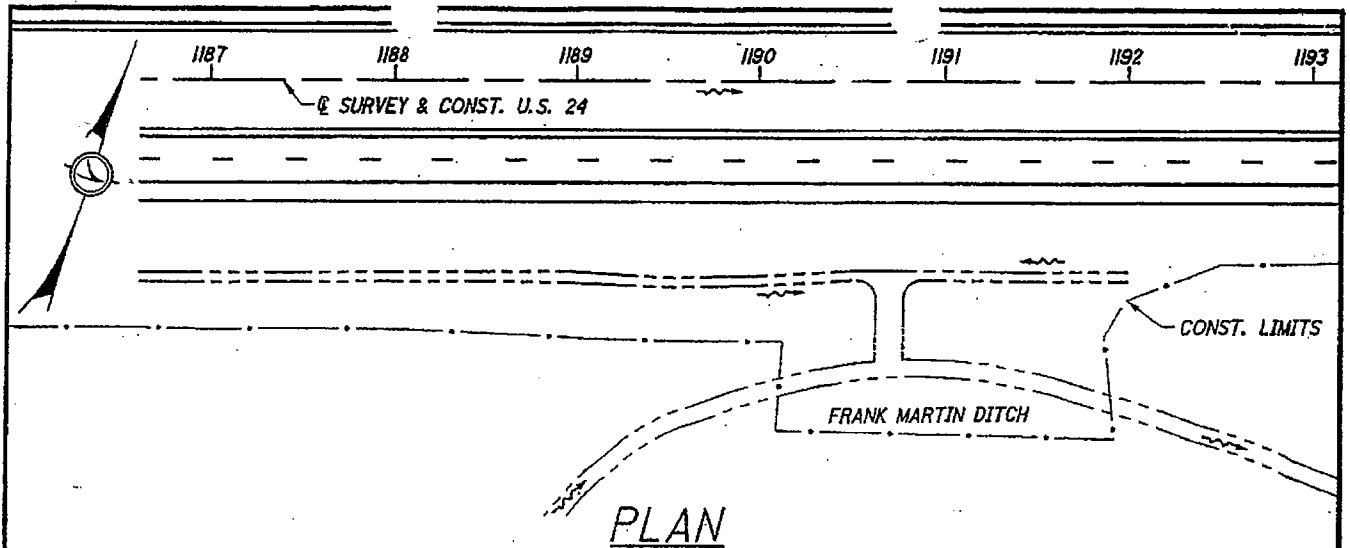 1187 1188 1189 1190 1191 1192 1193
℄ SURVEY & CONST. U.S. 24
CONST. LIMITS
FRANK MARTIN DITCH
PLAN